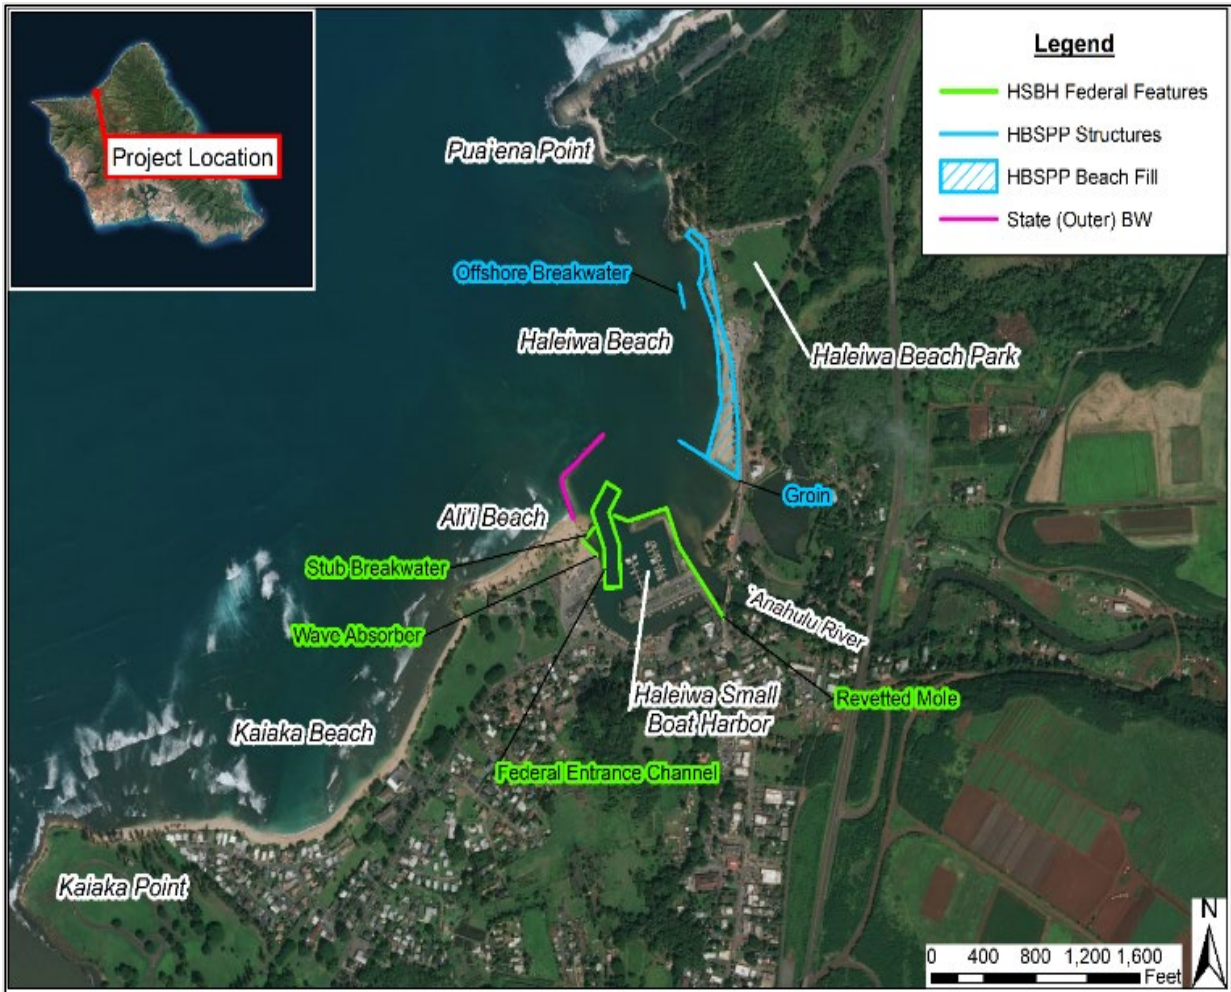 Project Location
Legend
HSBH Federal Features
HBSPP Structures
HBSPP Beach Fill
State (Outer) BW
Pua'ena Point
Offshore Breakwater
Haleiwa Beach
Haleiwa Beach Park
Groin
Ali'i Beach
Stub Breakwater
Wave Absorber
'Anahulu River
Revetted Mole
Haleiwa Small
Boat Harbor
Kaiaka Beach
Federal Entrance Channel
Kaiaka Point
N
0 400 800 1,200 1,600
Feet